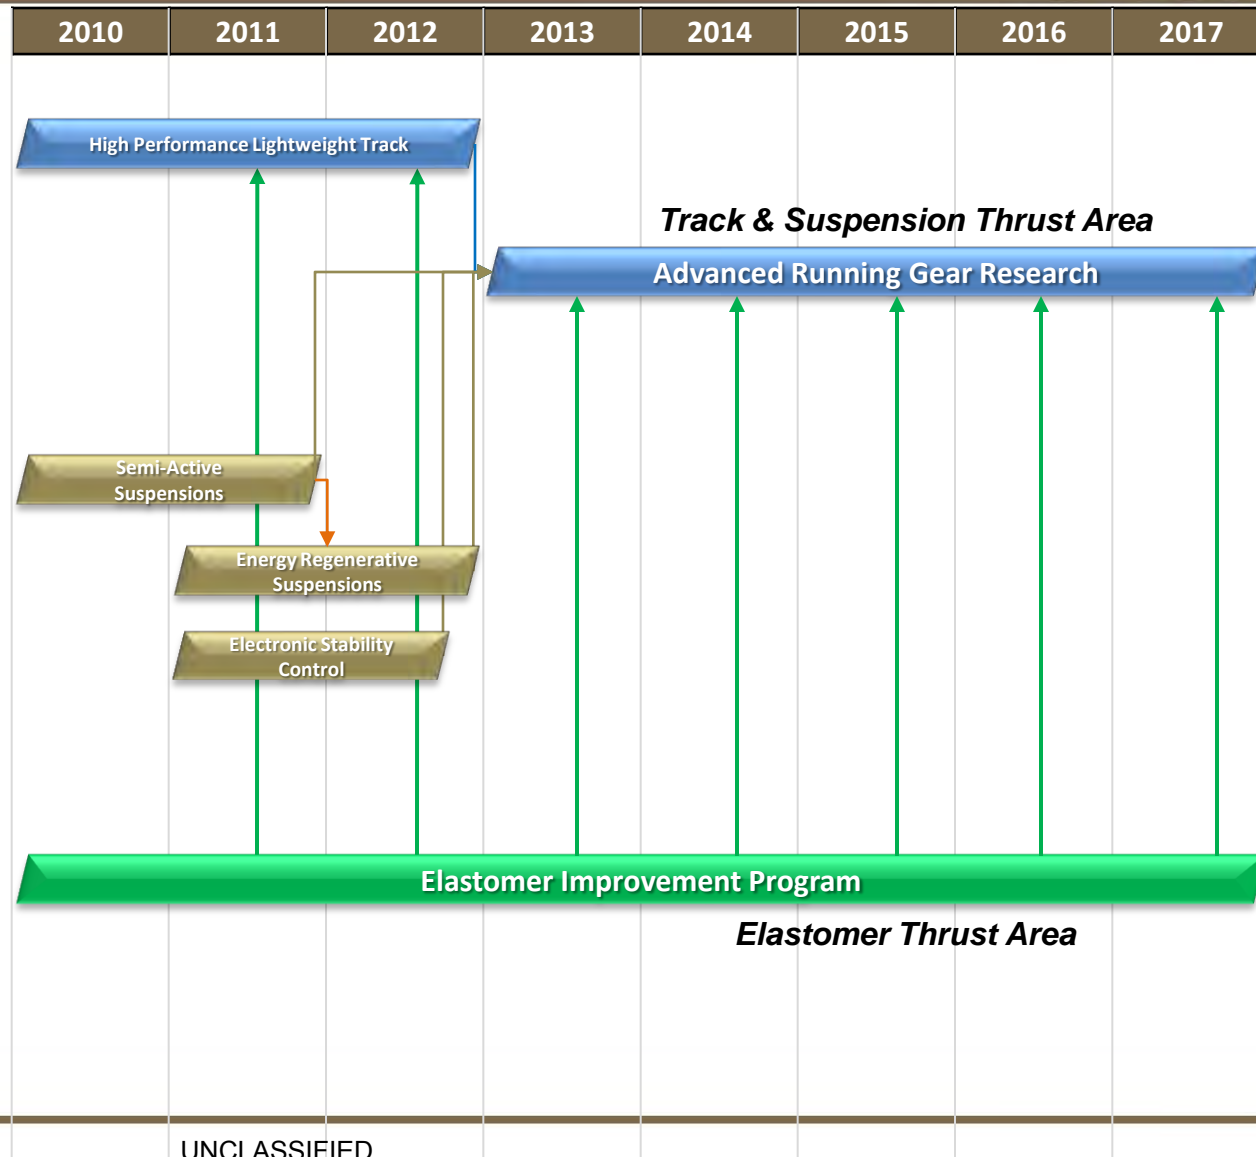 2010 2011 2012 2013 2014 2015 2016 2017
High Performance Lightweight Track
Track & Suspension Thrust Area
Advanced Running Gear Research
Semi-Active
Suspensions
Energy Regenerative
Suspensions
Electronic Stability
Control
Elastomer Improvement Program
Elastomer Thrust Area
UNCLASSIFIED